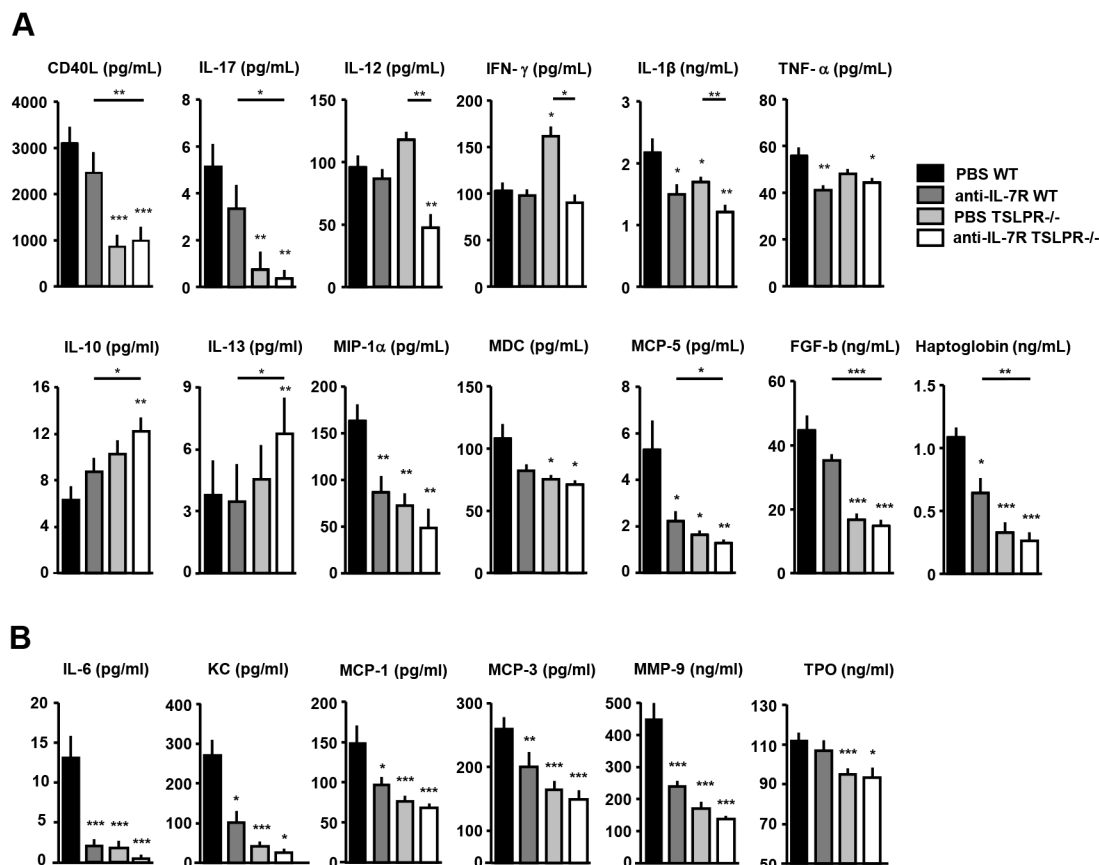 A
CD40L (pg/mL) IL-17 (pg/mL) IL-12 (pg/mL) IFN- γ (pg/mL) IL-1β (ng/mL) TNF- α (pg/mL)
** * ** * **
4000 8 150 200 3 80
3000 6 100 150 2 60
2000 4 50 100 1 40
1000 2 0 50 0 20
0 0 0 0
*** *** ** ** ** * * * ** ** *
PBS WT
anti-IL-7R WT
PBS TSLPR-/-
anti-IL-7R TSLPR-/-
IL-10 (pg/ml) IL-13 (pg/ml) MIP-1α (pg/mL) MDC (pg/mL) MCP-5 (pg/mL) FGF-b (ng/mL) Haptoglobin (ng/mL)
* * * *** **
16 9 200 150 8 60 1.5
12 6 150 100 6 40 1.0
8 3 100 50 4 20 0.5
4 0 50 0 2 0 0
0 0 0
** ** ** ** ** * * * * ** *** *** * *** ***
B
IL-6 (pg/ml) KC (pg/ml) MCP-1 (pg/ml) MCP-3 (pg/ml) MMP-9 (ng/ml) TPO (ng/ml)
20 400 200 300 500 130
15 300 150 200 400 110
10 200 100 100 300 90
5 100 50 0 200 70
0 0 0 100 50
0
*** *** *** * *** * * *** *** ** *** *** *** *** *** *** *